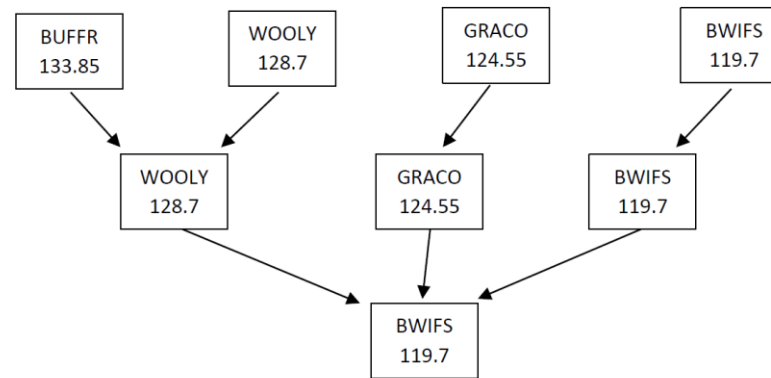 BUFFR
133.85
WOOLY
128.7
GRACO
124.55
BWIFS
119.7
WOOLY
128.7
GRACO
124.55
BWIFS
119.7
BWIFS
119.7